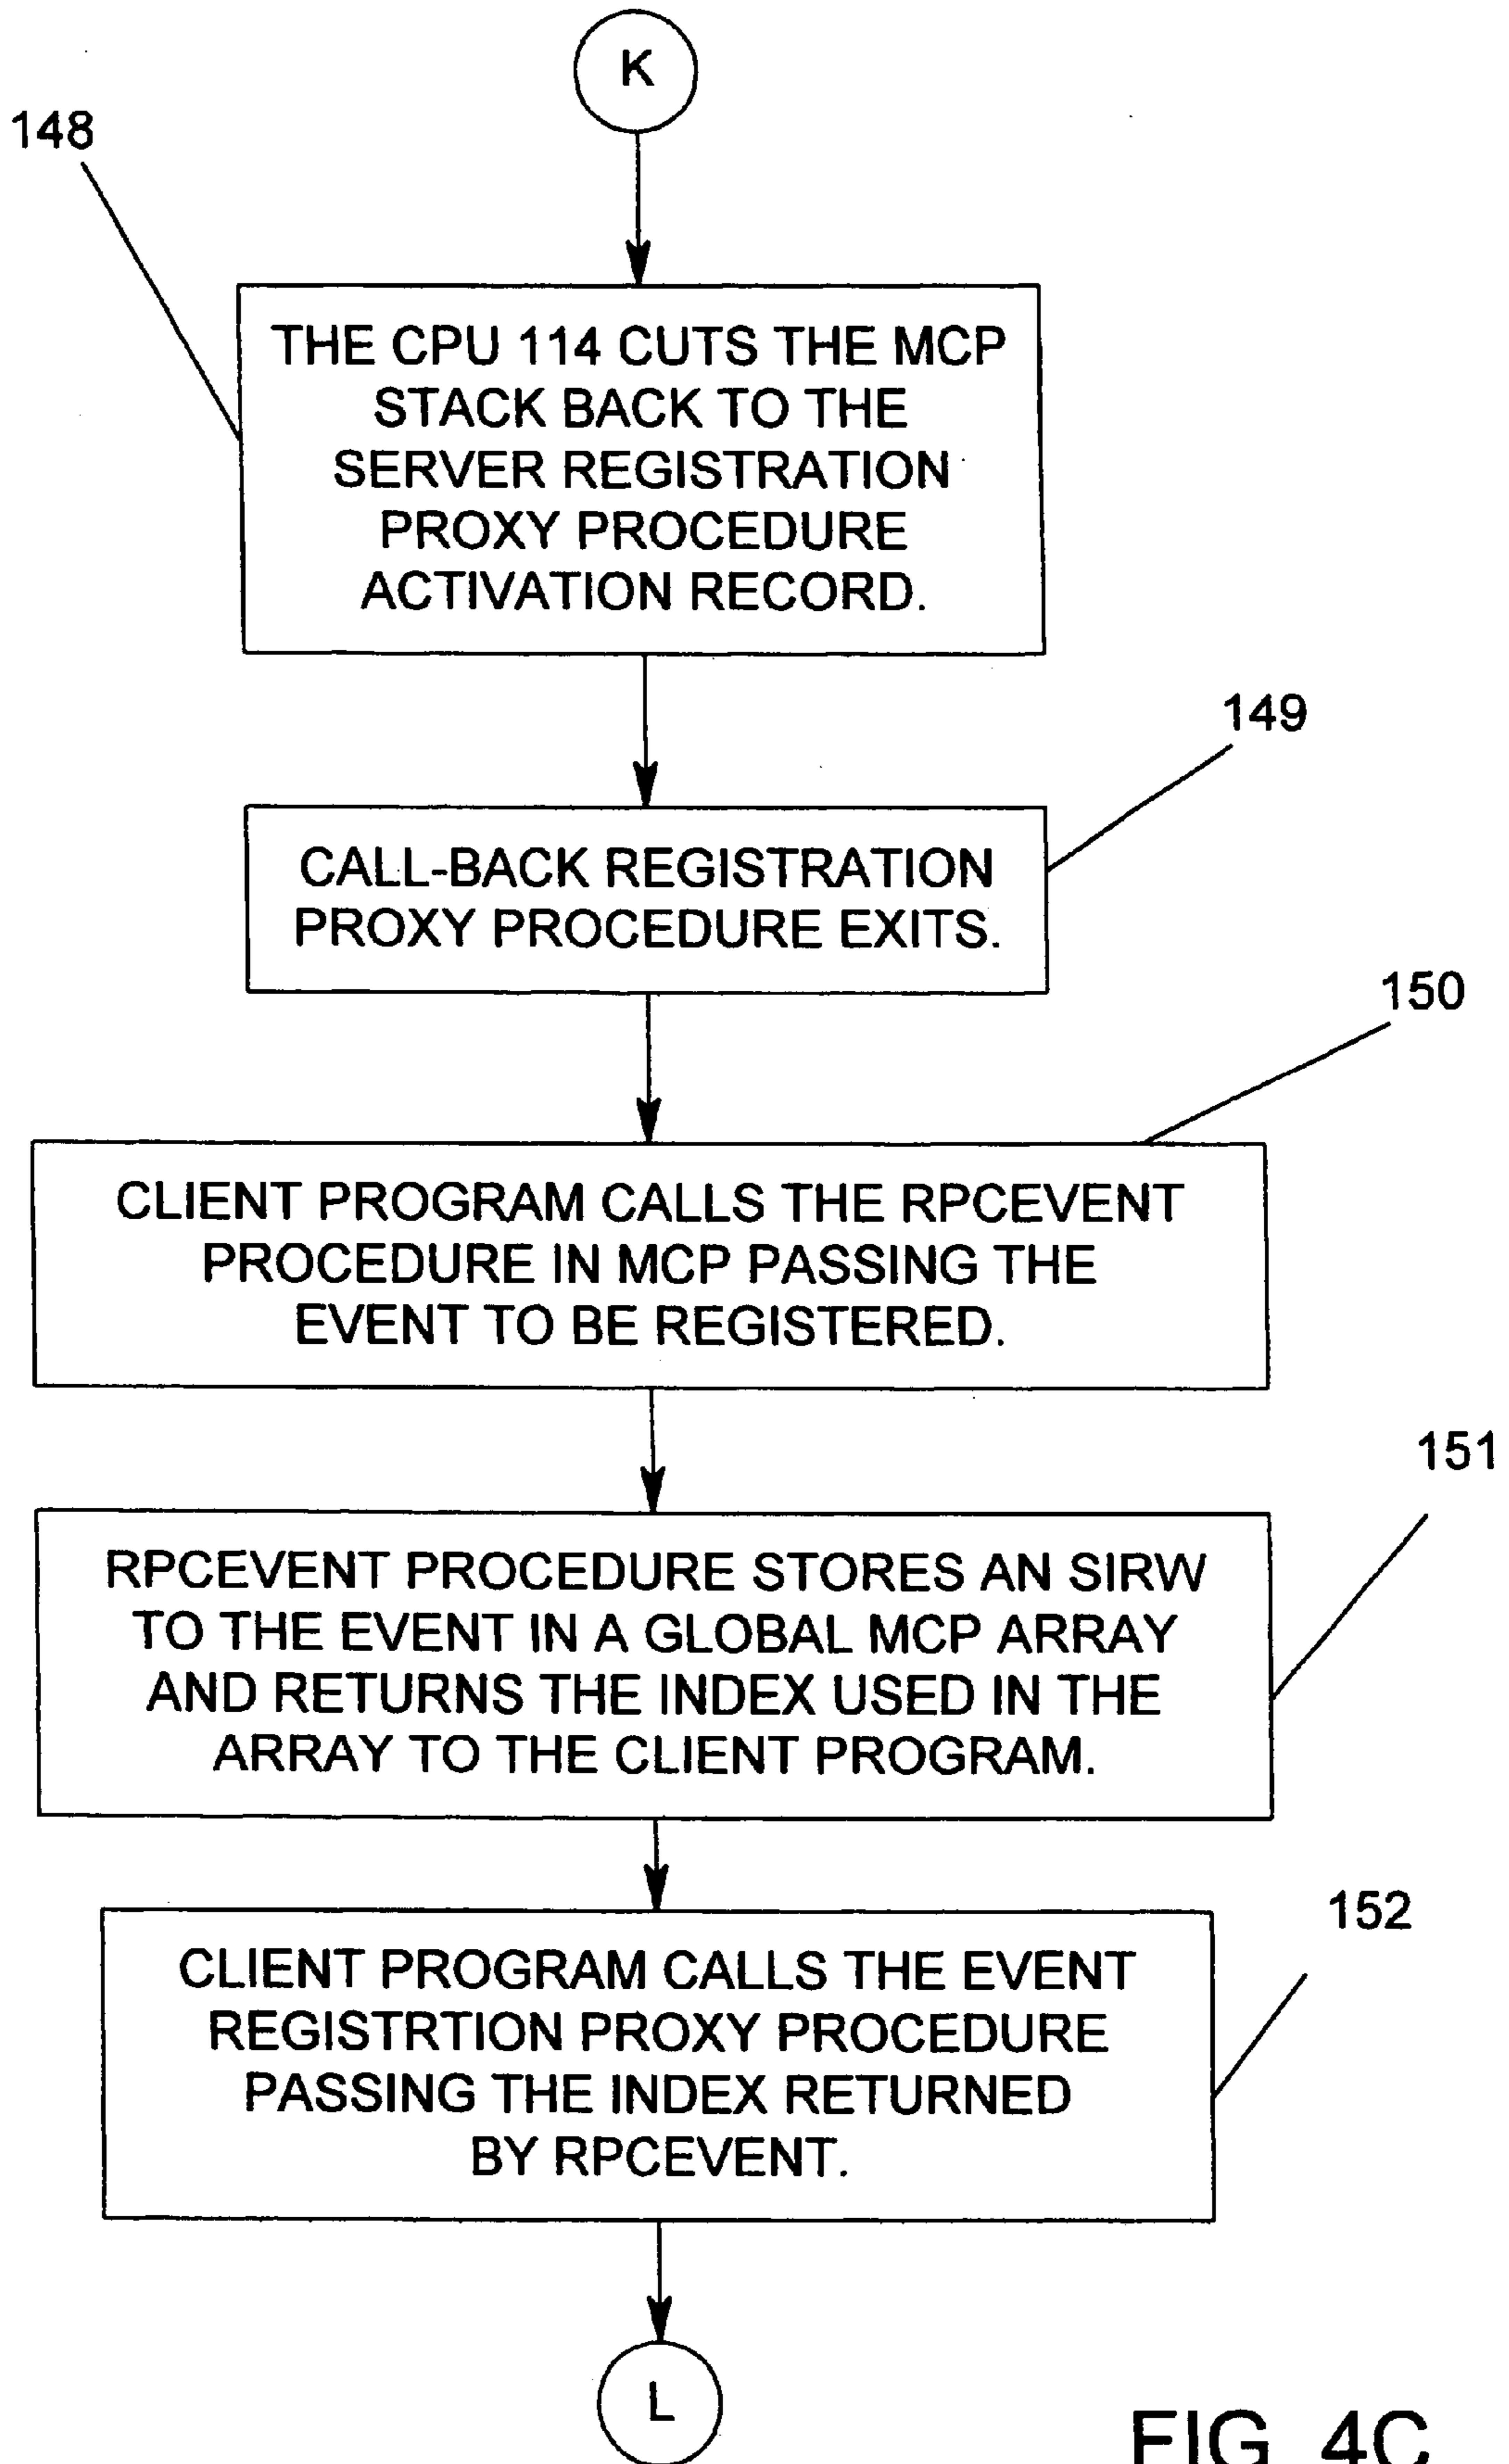 K
148
THE CPU 114 CUTS THE MCP
STACK BACK TO THE
SERVER REGISTRATION
PROXY PROCEDURE
ACTIVATION RECORD.
149
CALL-BACK REGISTRATION
PROXY PROCEDURE EXITS.
150
CLIENT PROGRAM CALLS THE RPCEVENT
PROCEDURE IN MCP PASSING THE
EVENT TO BE REGISTERED.
151
RPCEVENT PROCEDURE STORES AN SIRW
TO THE EVENT IN A GLOBAL MCP ARRAY
AND RETURNS THE INDEX USED IN THE
ARRAY TO THE CLIENT PROGRAM.
152
CLIENT PROGRAM CALLS THE EVENT
REGISTRTION PROXY PROCEDURE
PASSING THE INDEX RETURNED
BY RPCEVENT.
L
FIG. 4C